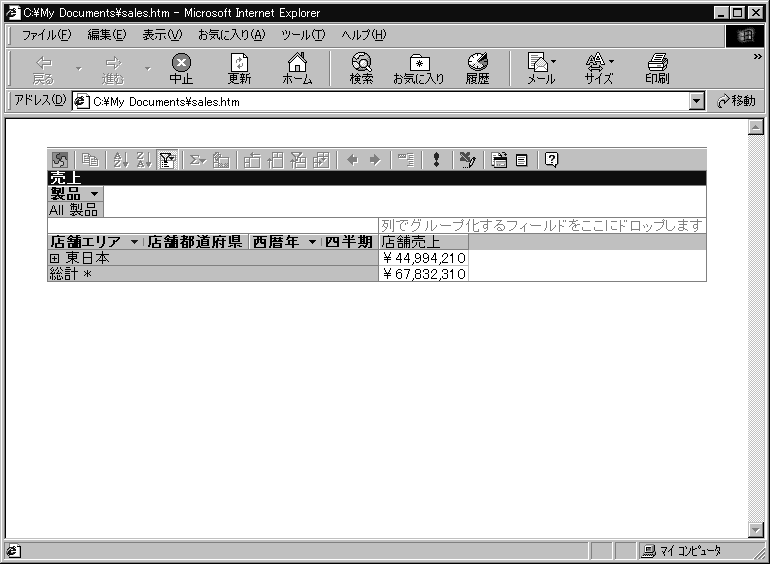 C:¥My Documents¥sales.htm - Microsoft Internet Explorer
ファイル(F) 編集(E) 表示(V) お気に入り(A) ツール(T) ヘルプ(H)
戻る 進む 中止 更新 ホーム 検索 お気に入り 履歴 メール サイズ 印刷 »
アドレス(D) C:¥My Documents¥sales.htm 移動
売上
製品
All 製品
列でグループ化するフィールドをここにドロップします
店舗エリア 店舗都道府県 西暦年 四半期 店舗売上
東日本 ¥44,994,210
総計 * ¥67,832,310
マイ コンピュータ